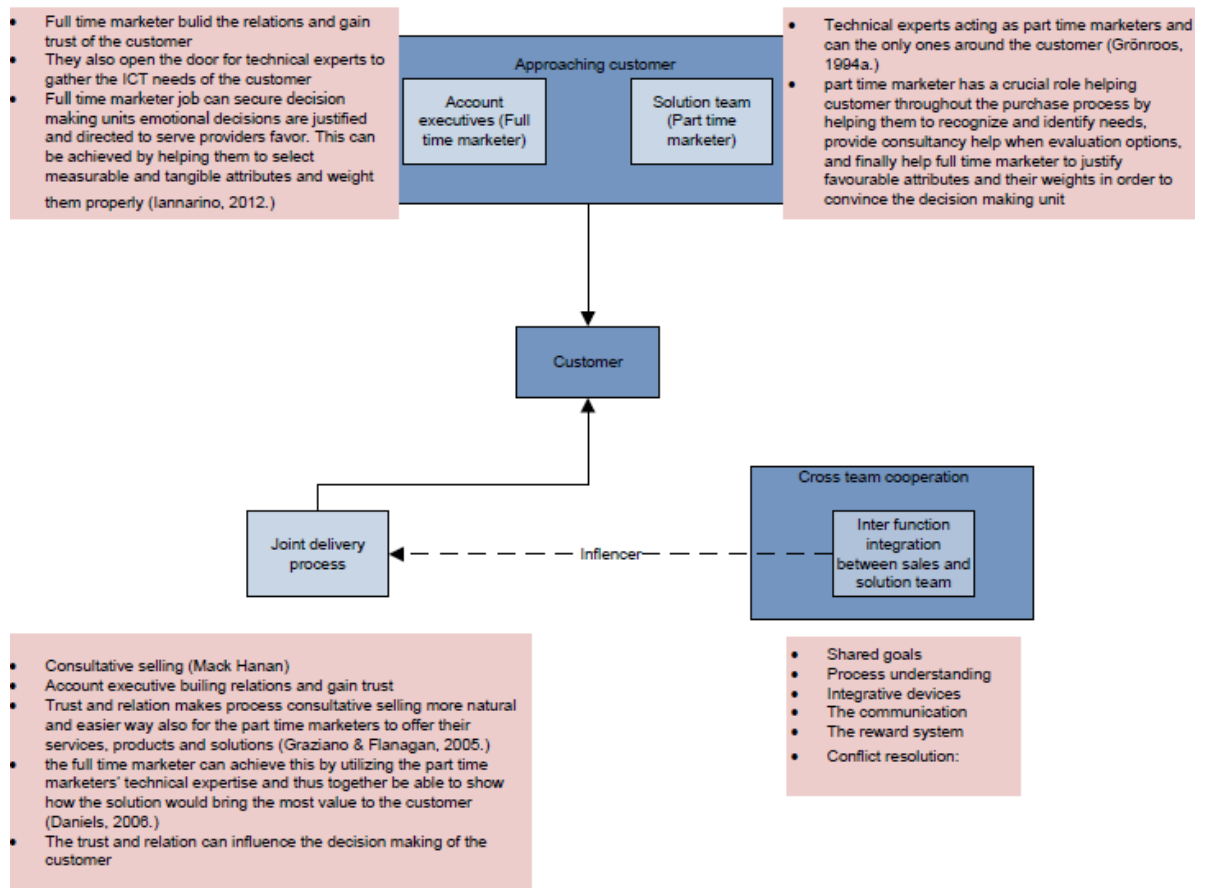 • Full time marketer bulid the relations and gain
trust of the customer
• They also open the door for technical experts to
gather the ICT needs of the customer
• Full time marketer job can secure decision
making units emotional decisions are justified
and directed to serve providers favor. This can
be achieved by helping them to select
measurable and tangible attributes and weight
them properly (Iannarino, 2012.)
Approaching customer
Account
executives (Full
time marketer)
Solution team
(Part time
marketer)
• Technical experts acting as part time marketers and
can the only ones around the customer (Grönroos,
1994a.)
• part time marketer has a crucial role helping
customer throughout the purchase process by
helping them to recognize and identify needs,
provide consultancy help when evaluation options,
and finally help full time marketer to justify
favourable attributes and their weights in order to
convince the decision making unit
Customer
Joint delivery
process
Inflencer
Cross team cooperation
Inter function
integration
between sales and
solution team
• Consultative selling (Mack Hanan)
• Account executive builing relations and gain trust
• Trust and relation makes process consultative selling more natural
and easier way also for the part time marketers to offer their
services, products and solutions (Graziano & Flanagan, 2005.)
• the full time marketer can achieve this by utilizing the part time
marketers' technical expertise and thus together be able to show
how the solution would bring the most value to the customer
(Daniels, 2006.)
• The trust and relation can influence the decision making of the
customer
• Shared goals
• Process understanding
• Integrative devices
• The communication
• The reward system
• Conflict resolution: